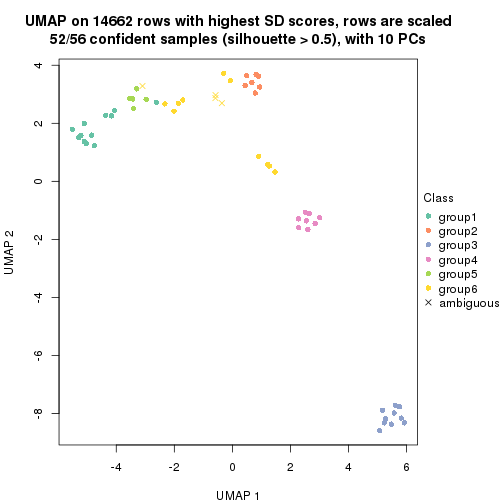 UMAP on 14662 rows with highest SD scores, rows are scaled
52/56 confident samples (silhouette > 0.5), with 10 PCs
4
2
0
-2
-4
-6
-8
UMAP 2
-4
-2
0
2
4
6
UMAP 1
Class
group1
group2
group3
group4
group5
group6
ambiguous